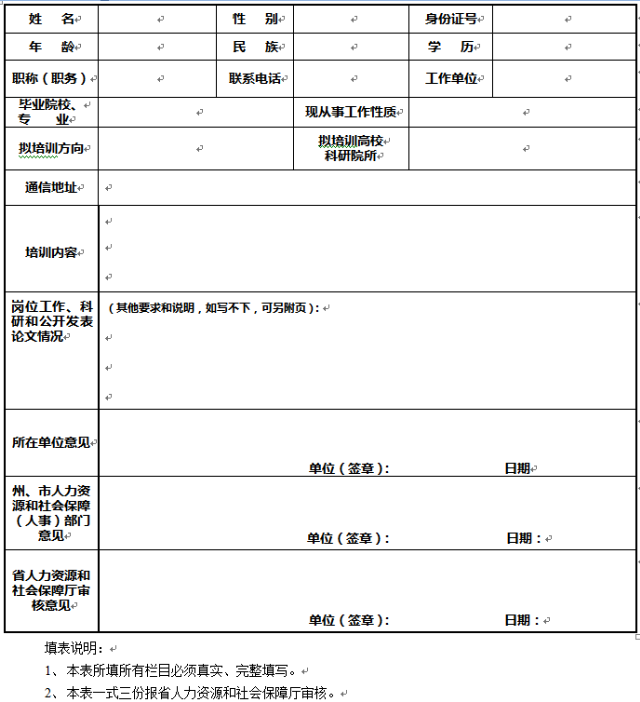 姓 名 性 别 身份证号
年 龄 民 族 学 历
职称（职务） 联系电话 工作单位
毕业院校、
专 业
现从事工作性质
拟培训方向
拟培训高校
科研院所
通信地址
培训内容
岗位工作、科
研和公开发表
论文情况
（其他要求和说明，如写不下，可另附页）：
所在单位意见
单位（签章）： 日期
州、市人力资
源和社会保障
（人事）部门
意见
单位（签章）： 日期：
省人力资源和
社会保障厅审
核意见
单位（签章）： 日期：
填表说明：
1、本表所填所有栏目必须真实、完整填写。
2、本表一式三份报省人力资源和社会保障厅审核。